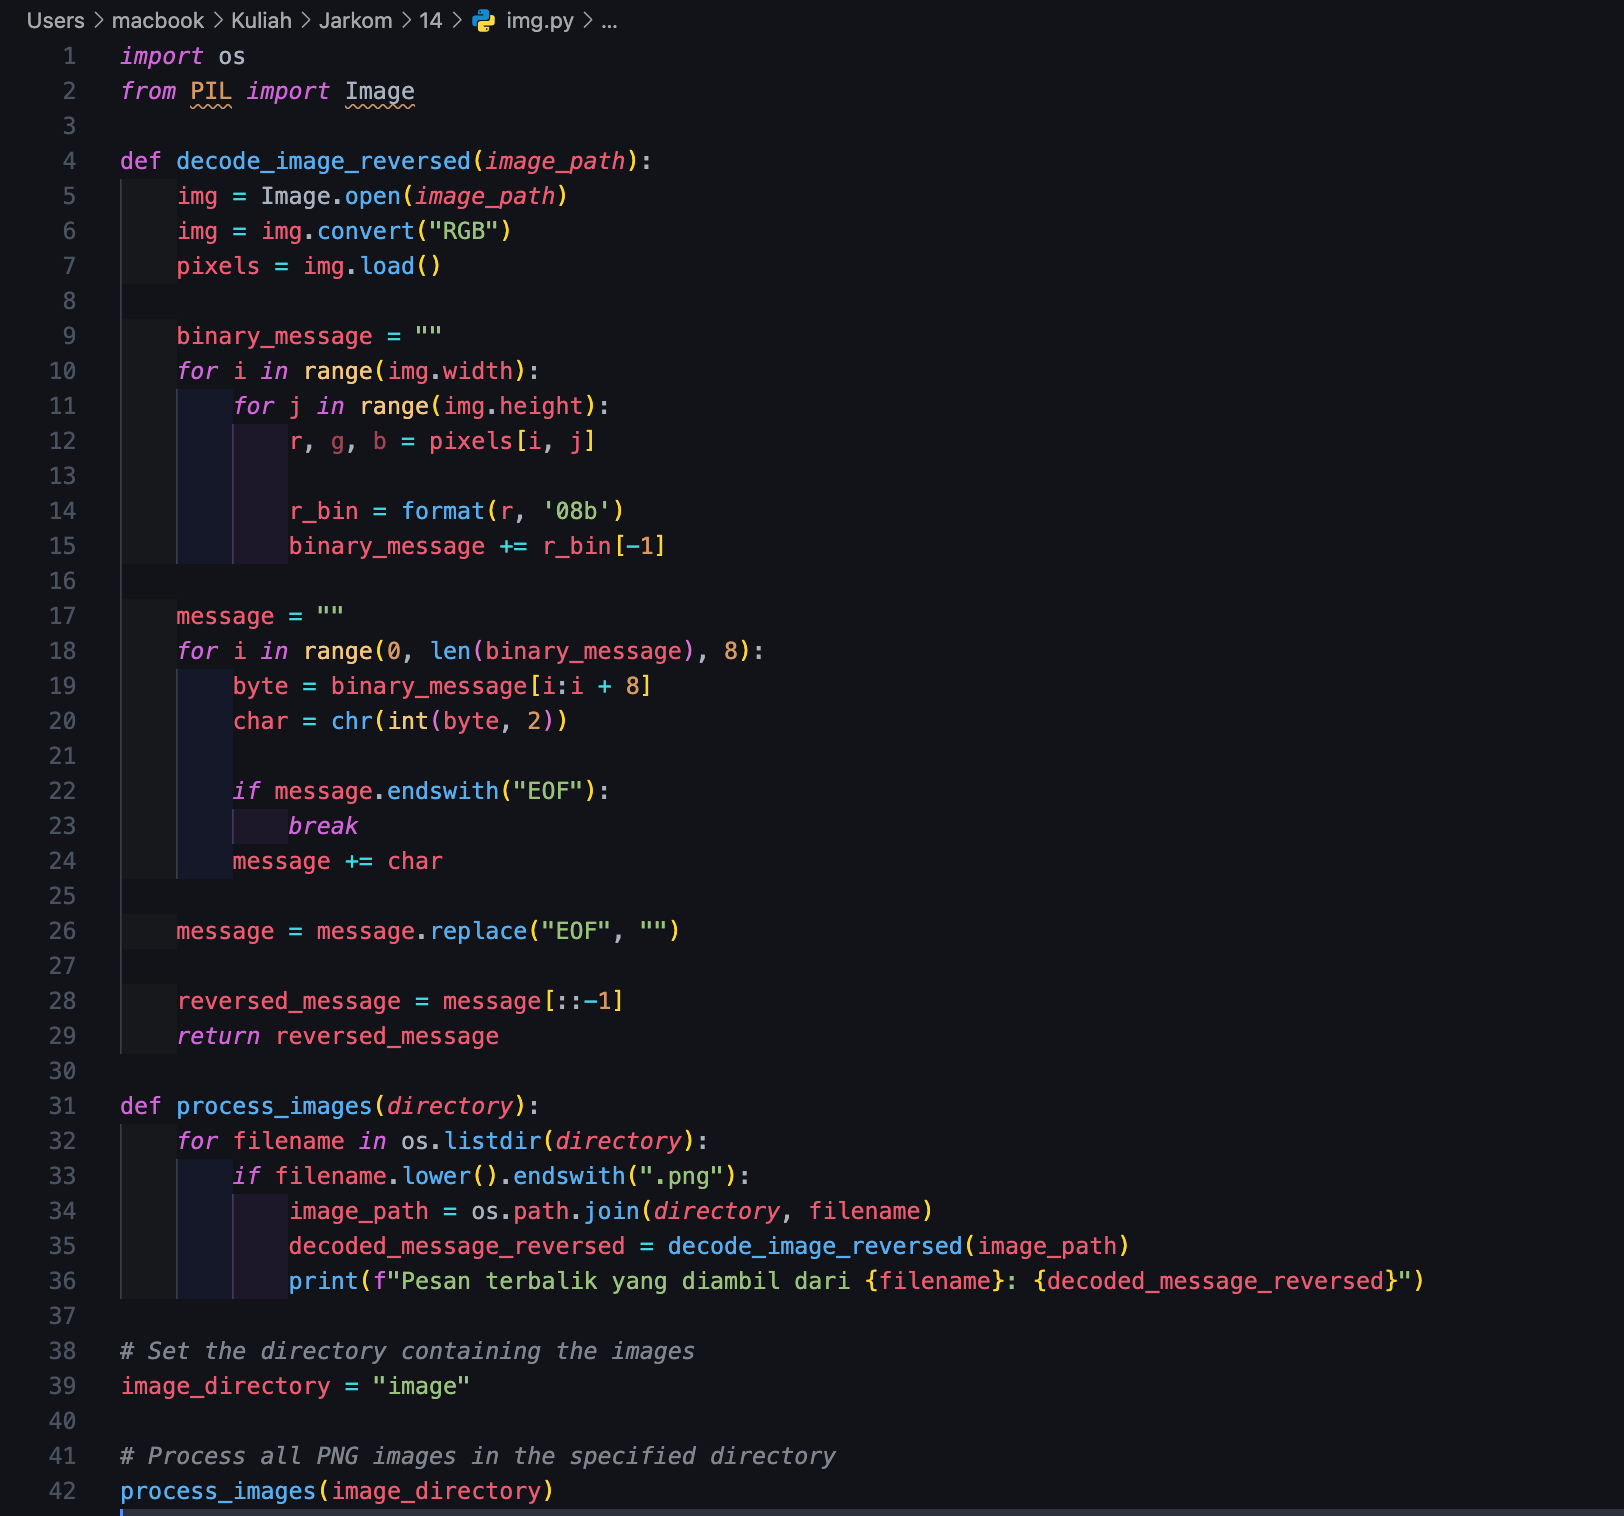 Users > macbook > Kuliah > Jarkom > 14 > img.py > ...
1 import os
2 from PIL import Image
3
4 def decode_image_reversed(image_path):
5     img = Image.open(image_path)
6     img = img.convert("RGB")
7     pixels = img.load()
8
9     binary_message = ""
10     for i in range(img.width):
11         for j in range(img.height):
12             r, g, b = pixels[i, j]
13
14             r_bin = format(r, '08b')
15             binary_message += r_bin[-1]
16
17     message = ""
18     for i in range(0, len(binary_message), 8):
19         byte = binary_message[i:i + 8]
20         char = chr(int(byte, 2))
21
22         if message.endswith("EOF"):
23             break
24         message += char
25
26     message = message.replace("EOF", "")
27
28     reversed_message = message[::-1]
29     return reversed_message
30
31 def process_images(directory):
32     for filename in os.listdir(directory):
33         if filename.lower().endswith(".png"):
34             image_path = os.path.join(directory, filename)
35             decoded_message_reversed = decode_image_reversed(image_path)
36             print(f"Pesan terbalik yang diambil dari {filename}: {decoded_message_reversed}")
37
38 # Set the directory containing the images
39 image_directory = "image"
40
41 # Process all PNG images in the specified directory
42 process_images(image_directory)